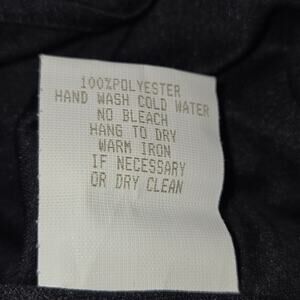 100%POLYESTER
HAND WASH COLD WATER
NO BLEACH
HANG TO DRY
WARM IRON
IF NECESSARY
OR DRY CLEAN